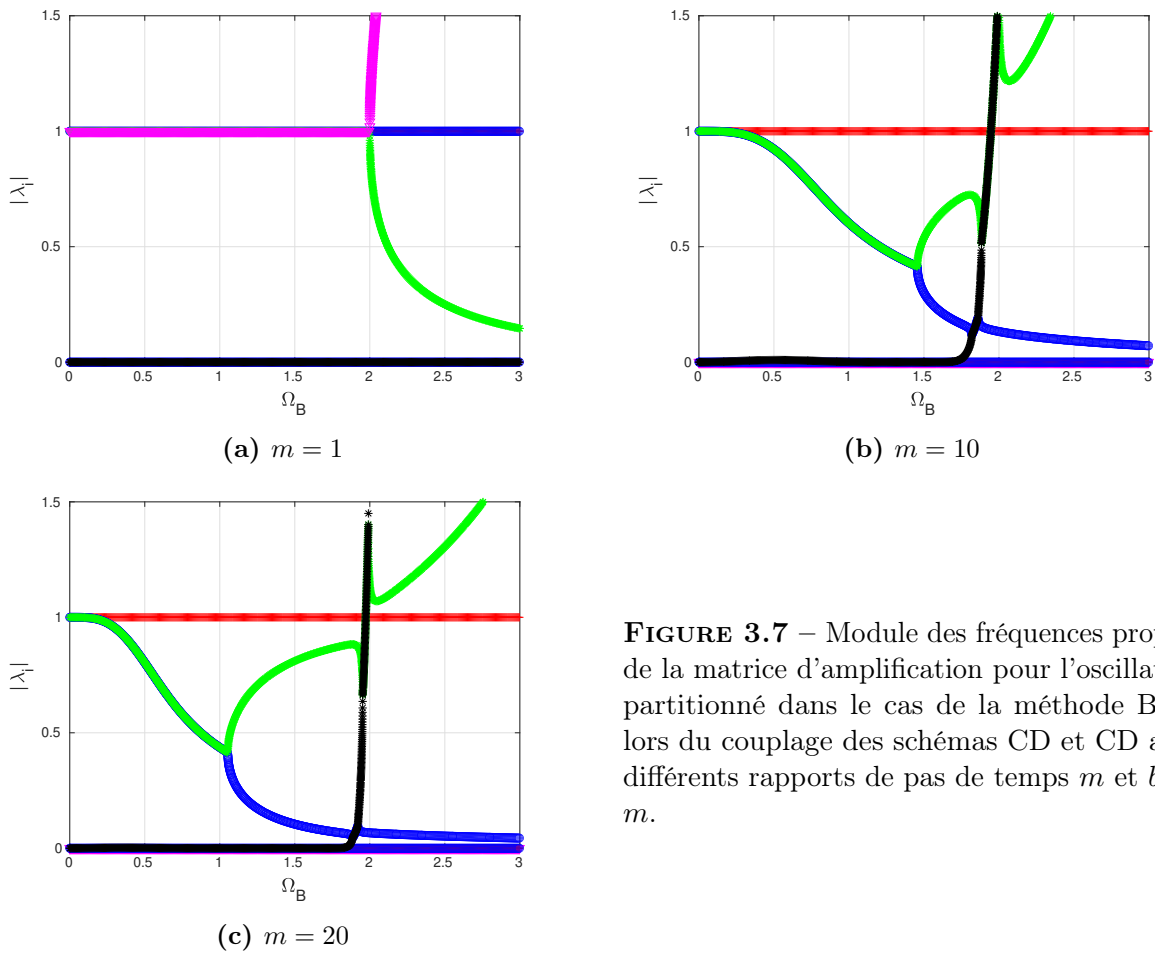 1.5
1
0.5
0
0 0.5 1 1.5 2 2.5 3
|λi|
ΩB
(a) m = 1
1.5
1
0.5
0
0 0.5 1 1.5 2 2.5 3
|λi|
ΩB
(b) m = 10
1.5
1
0.5
0
0 0.5 1 1.5 2 2.5 3
|λi|
ΩB
(c) m = 20
FIGURE 3.7 – Module des fréquences
de la matrice d'amplification pour
partitionné dans le cas de la méthode
lors du couplage des schémas CD et CD
différents rapports de pas de temps m et
m.